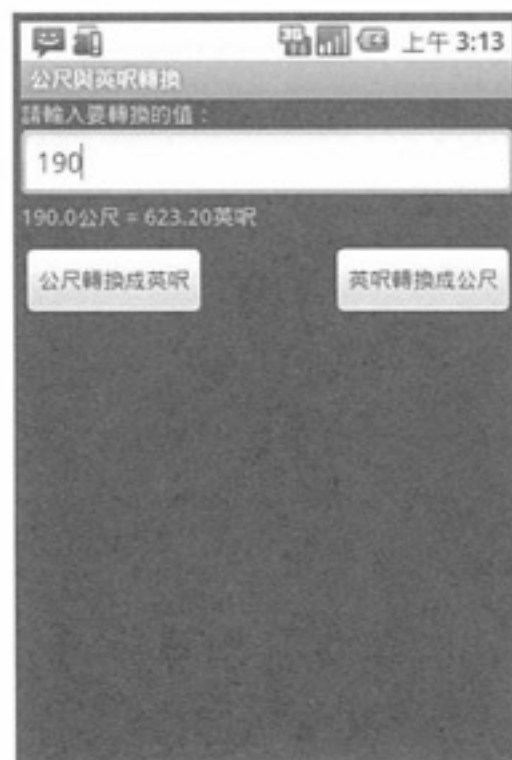 上午 3:13
公尺與英呎轉換
請輸入要轉換的值：
190
190.0公尺 = 623.20英呎
公尺轉換成英呎 英呎轉換成公尺